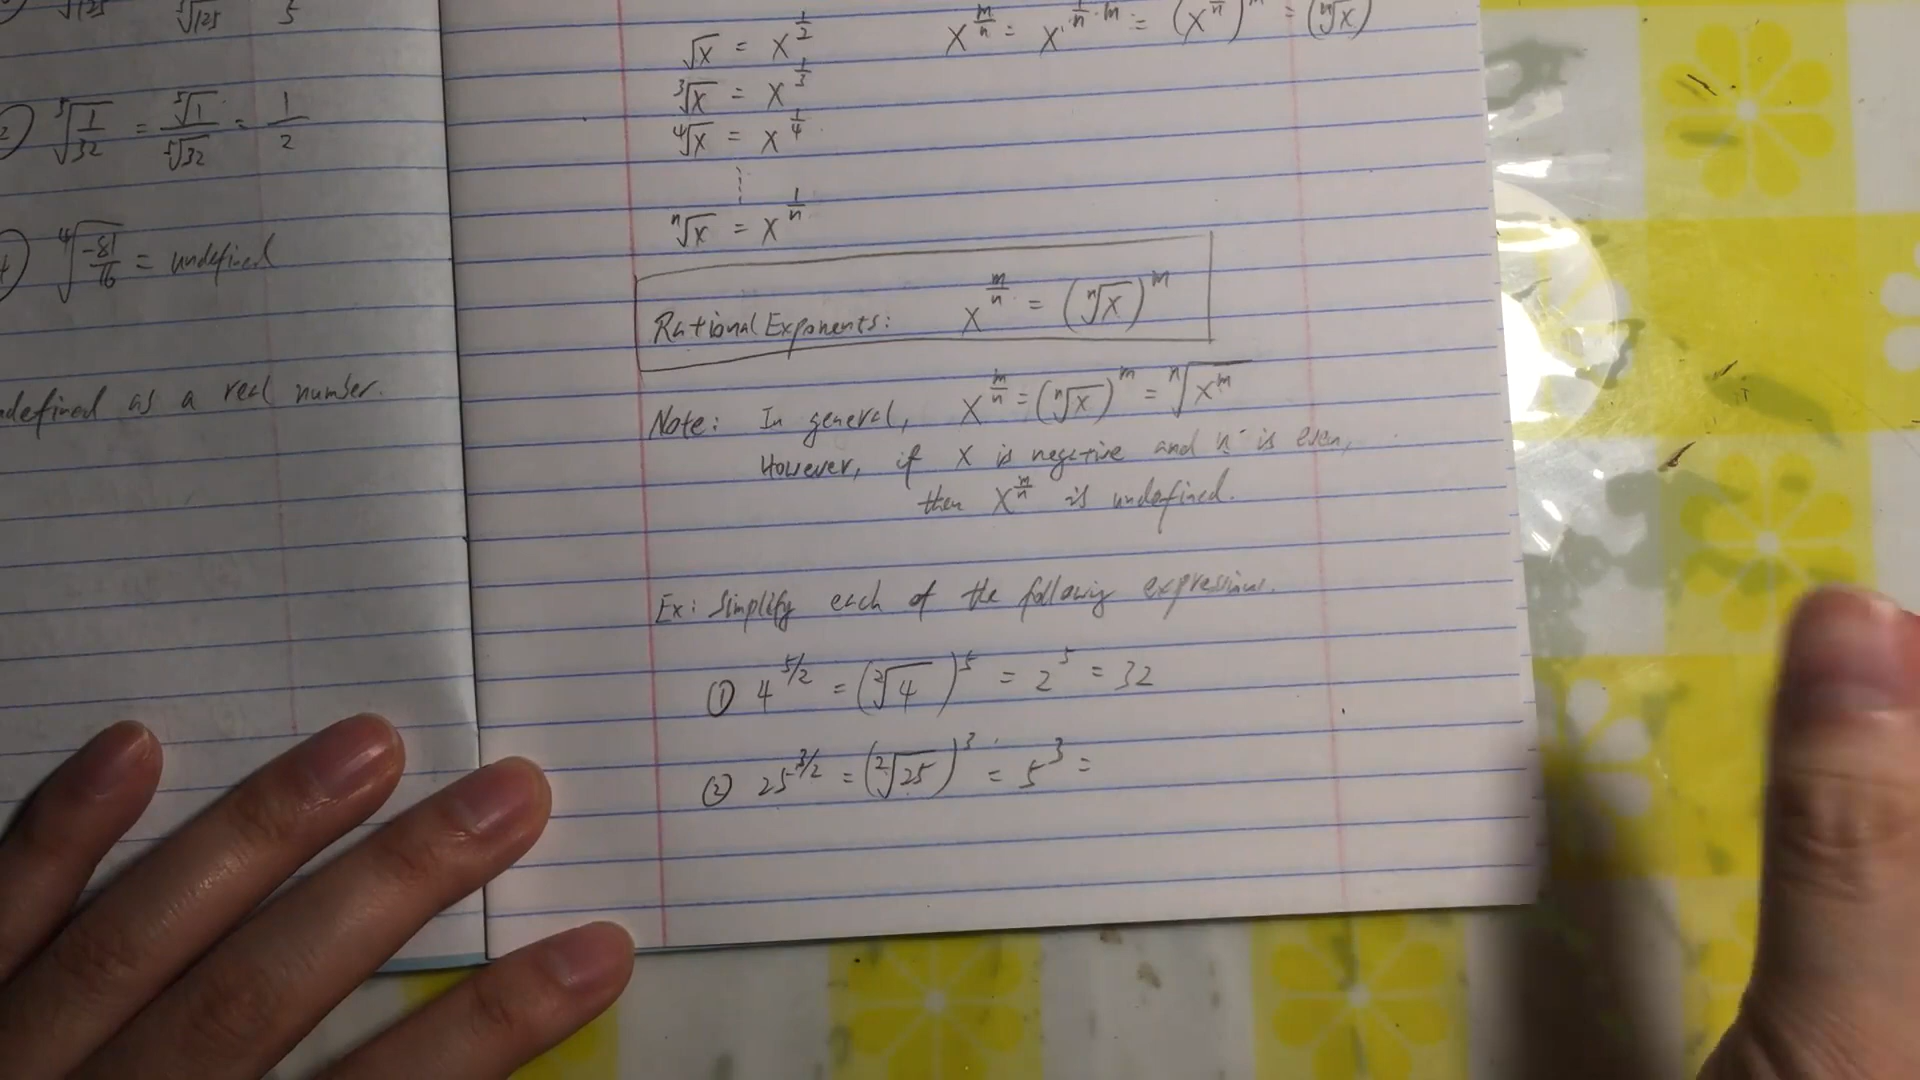 ∛125 ∛125 5
② ⁵√(1/32) = ⁵√1/⁵√32 = 1/2
4) ⁴√(-81/16) = undefined
defined as a real number.
√x = x^(1/2) x^(m/n) = x^(1/n · m) = (x^(1/n))^m = (ⁿ√x)
³√x = x^(1/3)
⁴√x = x^(1/4)
⋮
ⁿ√x = x^(1/n)
Rational Exponents: x^(m/n) = (ⁿ√x)^m
Note: In general, x^(m/n) = (ⁿ√x)^m = ⁿ√(x^m)
However, if x is negative and n is even,
then x^(m/n) is undefined.
Ex: Simplify each of the following expressions.
① 4^(5/2) = (²√4)^5 = 2^5 = 32
② 25^(3/2) = (²√25)^3 = 5^3 =